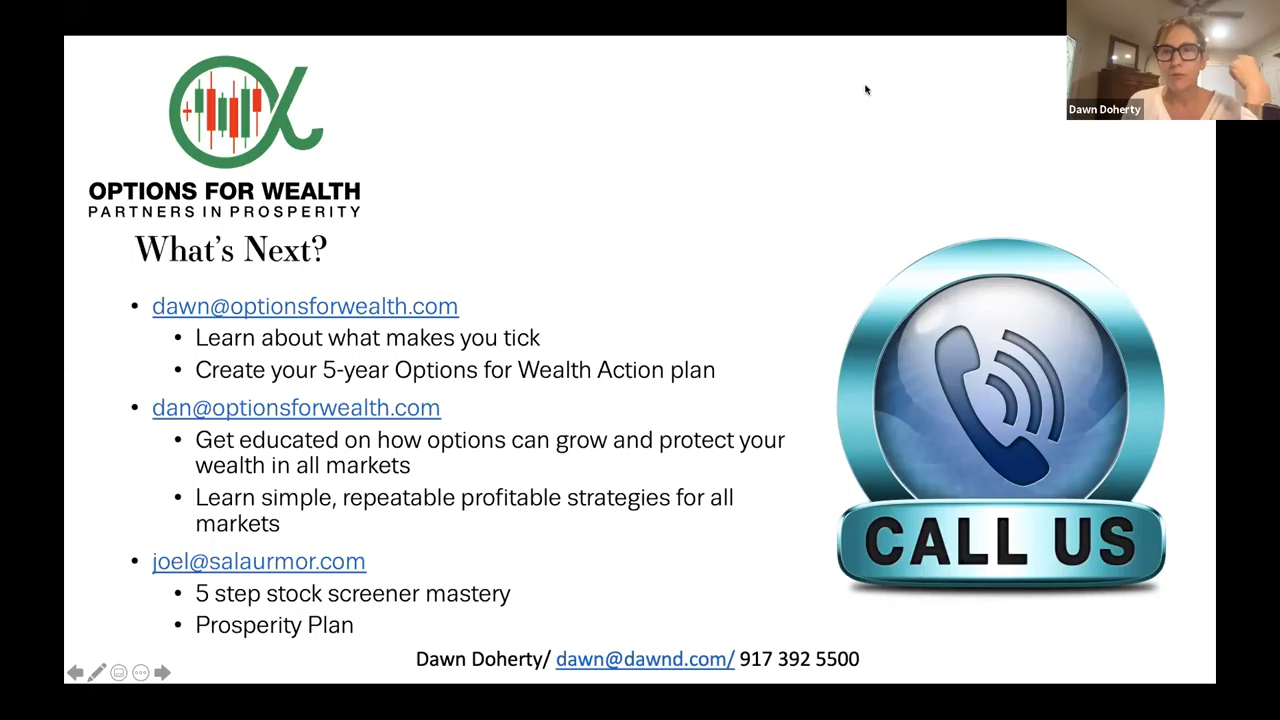 Dawn Doherty
OPTIONS FOR WEALTH
PARTNERS IN PROSPERITY
What's Next?
• dawn@optionsforwealth.com
• Learn about what makes you tick
• Create your 5-year Options for Wealth Action plan
• dan@optionsforwealth.com
• Get educated on how options can grow and protect your
wealth in all markets
• Learn simple, repeatable profitable strategies for all
markets
• joel@salaurmor.com
• 5 step stock screener mastery
• Prosperity Plan
CALL US
Dawn Doherty/ dawn@dawnd.com/ 917 392 5500